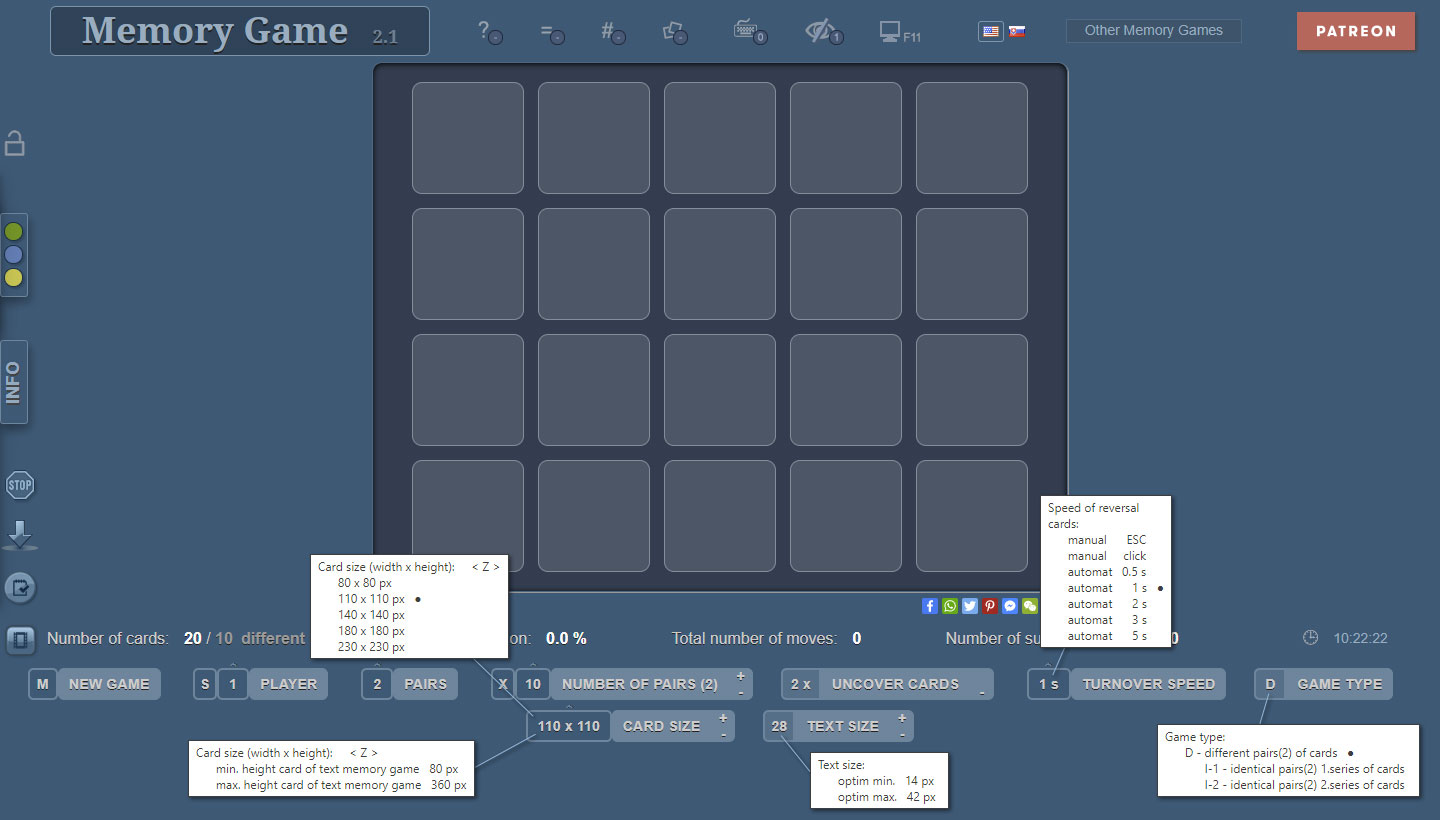 Memory Game 2.1
? -
= -
# -
-
0
1
F11
Other Memory Games
PATREON
INFO
STOP
Speed of reversal
cards:
manual ESC
manual click
automat 0.5 s
automat 1 s •
automat 2 s
automat 3 s
automat 5 s
Card size (width x height): < Z >
80 x 80 px
110 x 110 px •
140 x 140 px
180 x 180 px
230 x 230 px
Number of cards: 20 / 10 different
on: 0.0 %
Total number of moves: 0
Number of su
0
10:22:22
M NEW GAME
S 1 PLAYER
2 PAIRS
X 10 NUMBER OF PAIRS (2) + -
2 x UNCOVER CARDS -
1 s TURNOVER SPEED
D GAME TYPE
110 x 110 CARD SIZE + -
28 TEXT SIZE + -
Card size (width x height): < Z >
min. height card of text memory game 80 px
max. height card of text memory game 360 px
Text size:
optim min. 14 px
optim max. 42 px
Game type:
D - different pairs(2) of cards •
I-1 - identical pairs(2) 1.series of cards
I-2 - identical pairs(2) 2.series of cards